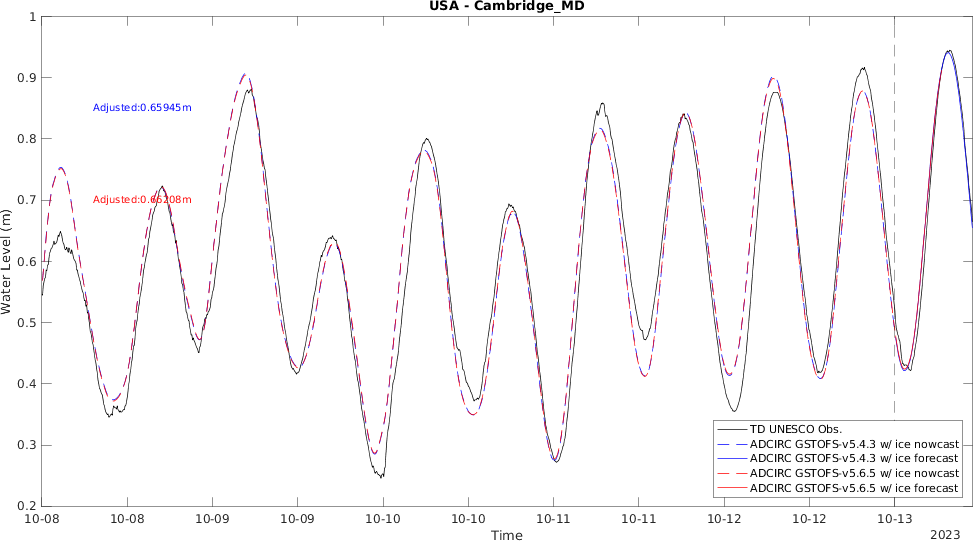 USA - Cambridge_MD
1
0.9
0.8
0.7
0.6
0.5
0.4
0.3
0.2
Water Level (m)
Adjusted:0.65945m
Adjusted:0.65208m
TD UNESCO Obs.
ADCIRC GSTOFS-v5.4.3 w/ ice nowcast
ADCIRC GSTOFS-v5.4.3 w/ ice forecast
ADCIRC GSTOFS-v5.6.5 w/ ice nowcast
ADCIRC GSTOFS-v5.6.5 w/ ice forecast
10-08 10-08 10-09 10-09 10-10 10-10 10-11 10-11 10-12 10-12 10-13
Time
2023